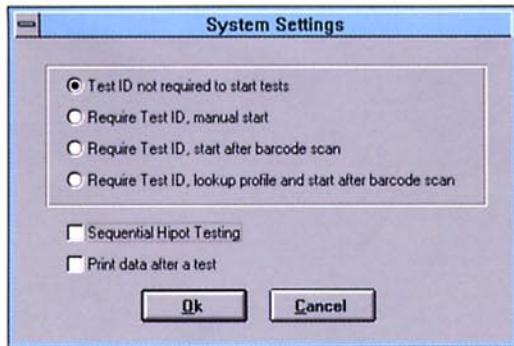 System Settings
Test ID not required to start tests
Require Test ID, manual start
Require Test ID, start after barcode scan
Require Test ID, lookup profile and start after barcode scan
Sequential Hipot Testing
Print data after a test
Ok
Cancel